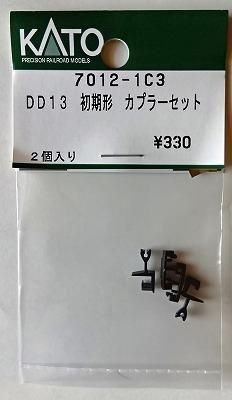 KATO
PRECISION RAILROAD MODELS
7012-1C3
DD13 初期形 カプラーセット
¥330
2個入り